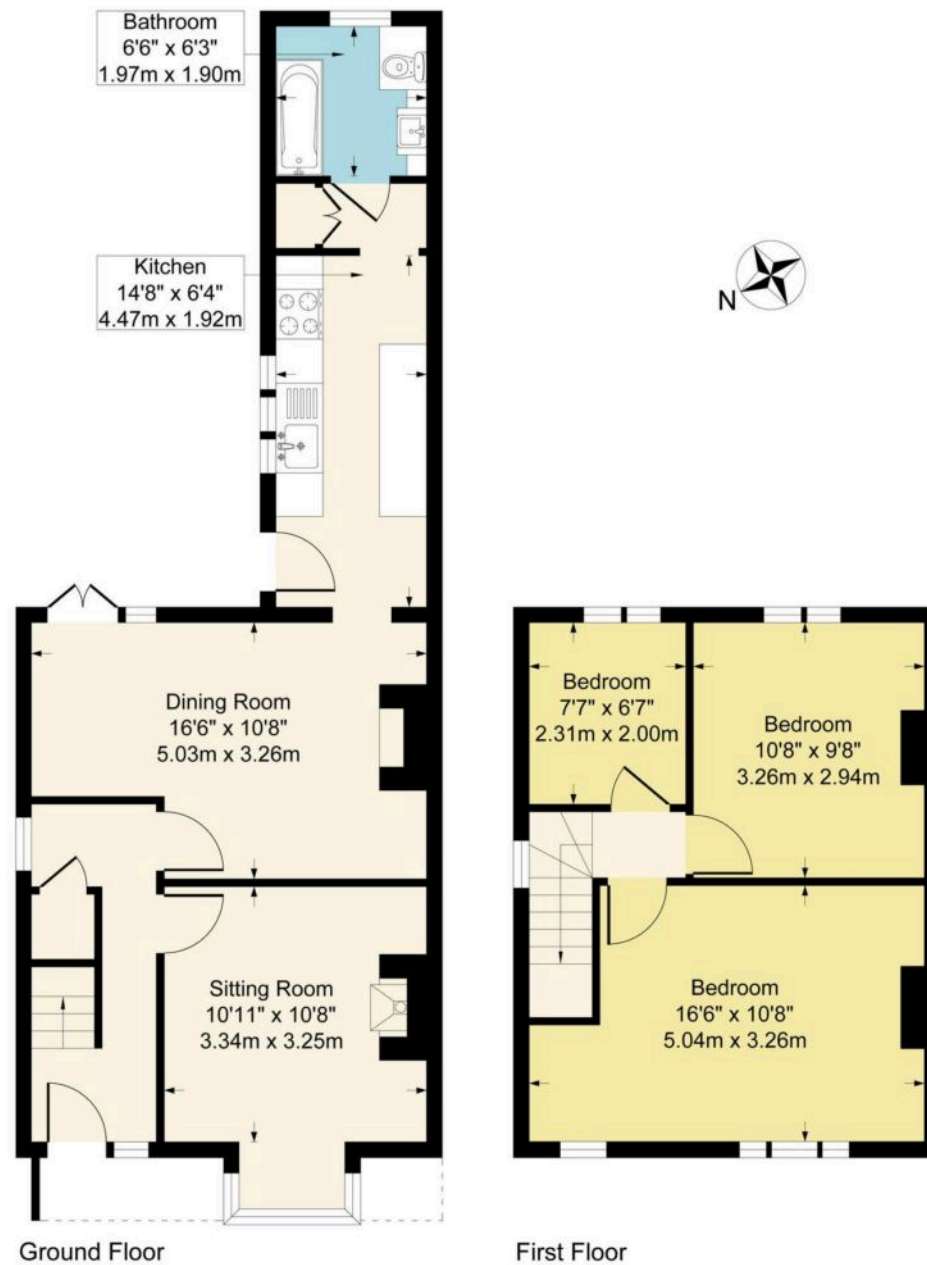 Bathroom
6'6" x 6'3"
1.97m x 1.90m
Kitchen
14'8" x 6'4"
4.47m x 1.92m
N
Dining Room
16'6" x 10'8"
5.03m x 3.26m
Bedroom
7'7" x 6'7"
2.31m x 2.00m
Bedroom
10'8" x 9'8"
3.26m x 2.94m
Sitting Room
10'11" x 10'8"
3.34m x 3.25m
Bedroom
16'6" x 10'8"
5.04m x 3.26m
Ground Floor
First Floor